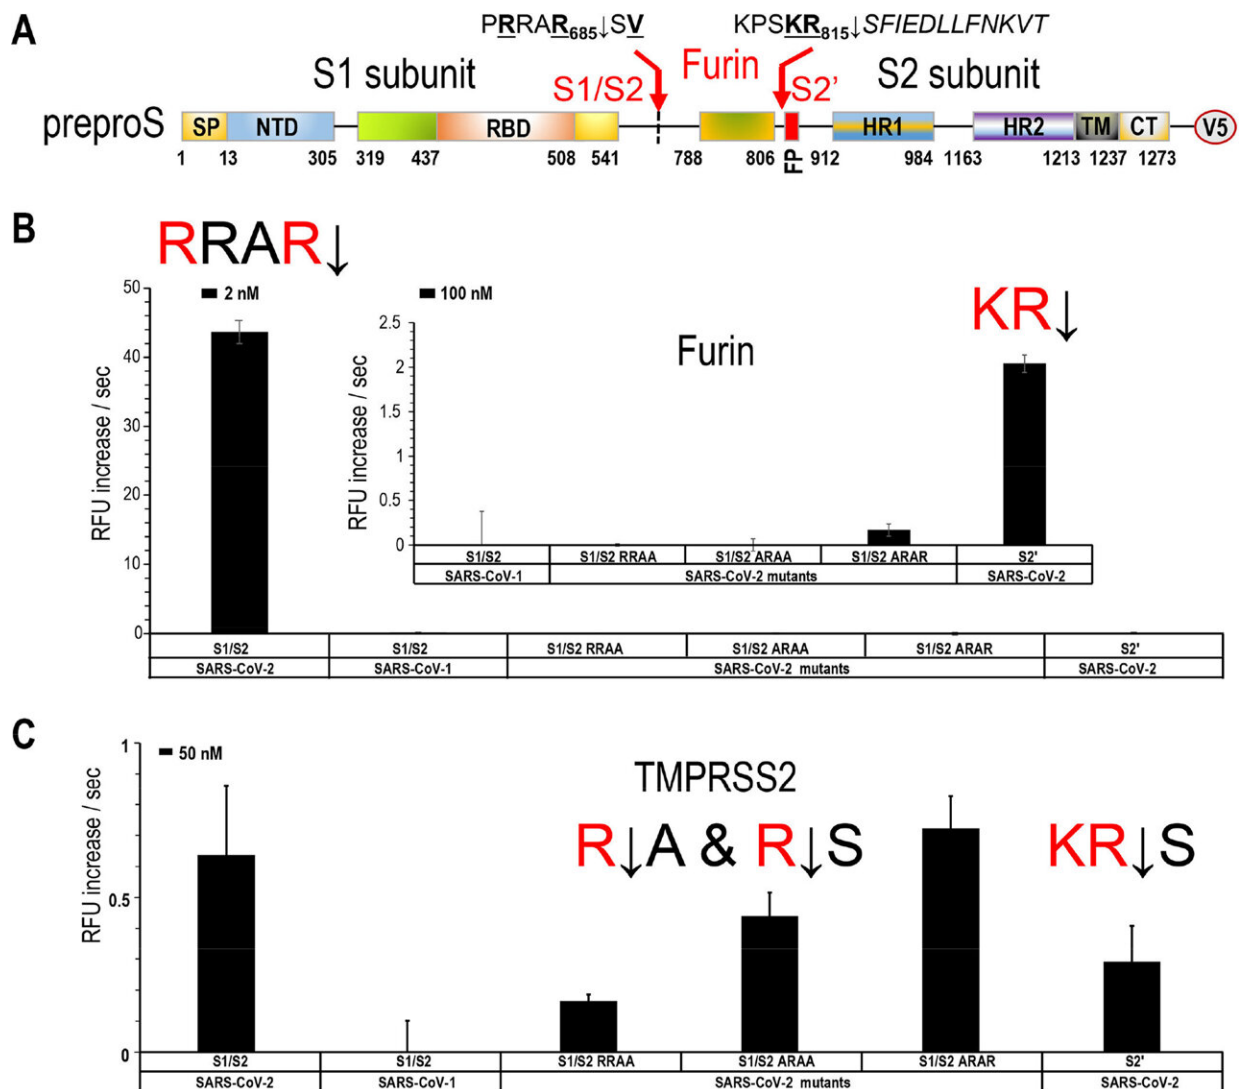 A
PRRAR685↓SV KPSKR815↓SFIEDLLFNKVT
S1 subunit S1/S2 Furin S2' S2 subunit
preproS SP NTD RBD HR1 HR2 TM CT V5
1 13 305 319 437 508 541 788 806 FP 912 984 1163 1213 1237 1273
B
RRAR↓
50
40
30
20
10
0
RFU increase / sec
2 nM
100 nM
Furin
KR↓
2.5
2
1.5
1
0.5
0
RFU increase / sec
S1/S2 S1/S2 RRAA S1/S2 ARAA S1/S2 ARAR S2'
SARS-CoV-1 SARS-CoV-2 mutants SARS-CoV-2
S1/S2 S1/S2 S1/S2 RRAA S1/S2 ARAA S1/S2 ARAR S2'
SARS-CoV-2 SARS-CoV-1 SARS-CoV-2 mutants SARS-CoV-2
C
1
0.5
0
RFU increase / sec
50 nM
TMPRSS2
R↓A & R↓S KR↓S
S1/S2 S1/S2 S1/S2 RRAA S1/S2 ARAA S1/S2 ARAR S2'
SARS-CoV-2 SARS-CoV-1 SARS-CoV-2 mutants SARS-CoV-2